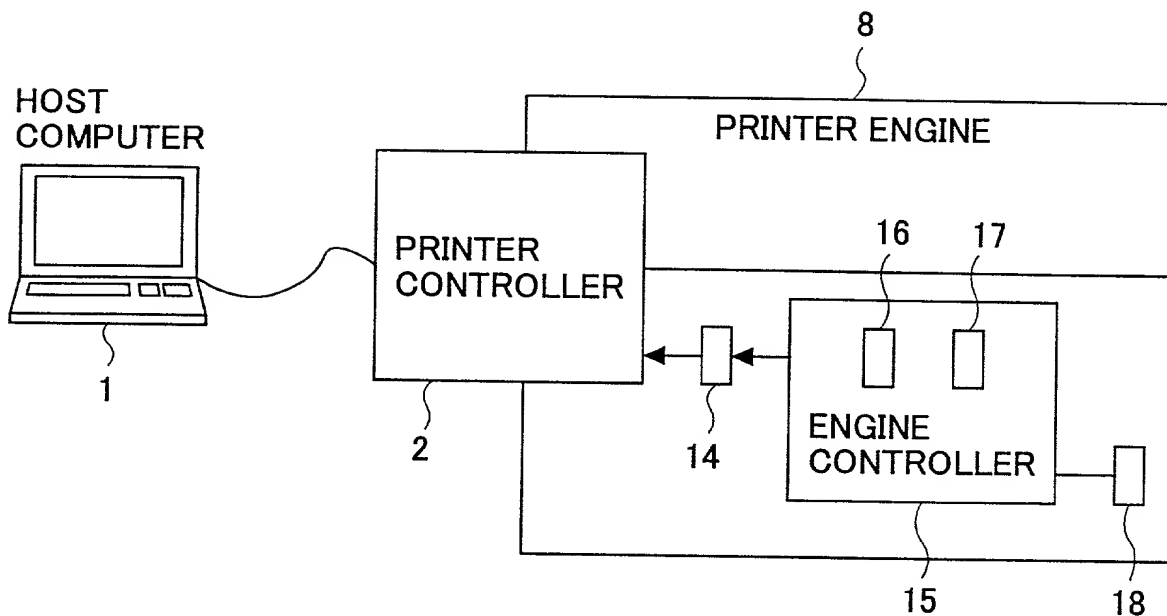 8
HOST
COMPUTER
PRINTER ENGINE
PRINTER
CONTROLLER
16 17
1
2
14
ENGINE
CONTROLLER
15
18